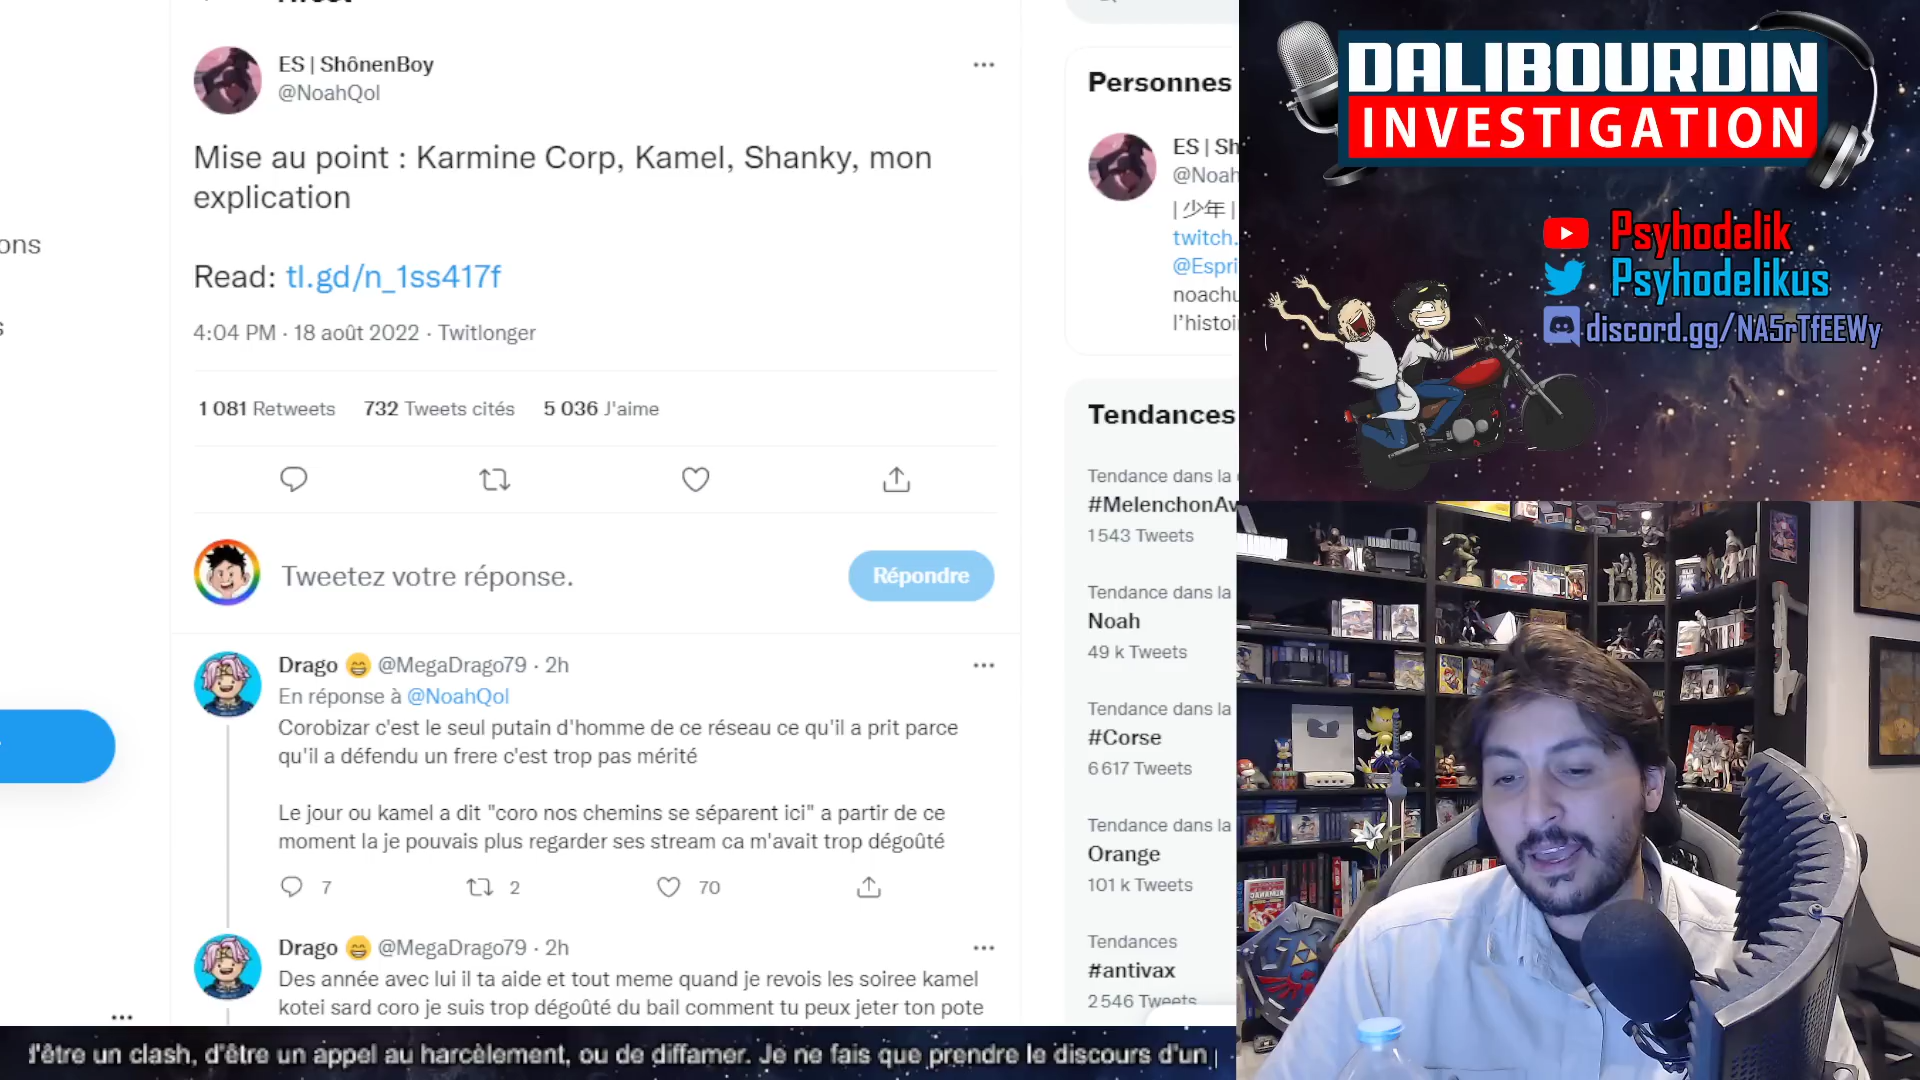 ES | ShônenBoy
@NoahQol
Mise au point : Karmine Corp, Kamel, Shanky, mon
explication
Read: tl.gd/n_1ss417f
4:04 PM · 18 août 2022 · Twitlonger
1 081 Retweets 732 Tweets cités 5 036 J'aime
Tweetez votre réponse.
Répondre
Drago 😁 @MegaDrago79 · 2h
En réponse à @NoahQol
Corobizar c'est le seul putain d'homme de ce réseau ce qu'il a prit parce
qu'il a défendu un frere c'est trop pas mérité
Le jour ou kamel a dit "coro nos chemins se séparent ici" a partir de ce
moment la je pouvais plus regarder ses stream ca m'avait trop dégoûté
7 2 70
Drago 😁 @MegaDrago79 · 2h
Des année avec lui il ta aide et tout meme quand je revois les soiree kamel
kotei sard coro je suis trop dégoûté du bail comment tu peux jeter ton pote
ons
s
Personnes
ES | Sh
@Noah
| 少年 |
twitch.
@Espri
noachu
l'histoi
Tendances
Tendance dans la
#MelenchonAv
1 543 Tweets
Tendance dans la
Noah
49 k Tweets
Tendance dans la
#Corse
6 617 Tweets
Tendance dans la
Orange
101 k Tweets
Tendances
#antivax
2 546 Tweets
DALIBOURDIN
INVESTIGATION
Psyhodelik
Psyhodelikus
discord.gg/NA5rTfEEWy
d'être un clash, d'être un appel au harcèlement, ou de diffamer. Je ne fais que prendre le discours d'un